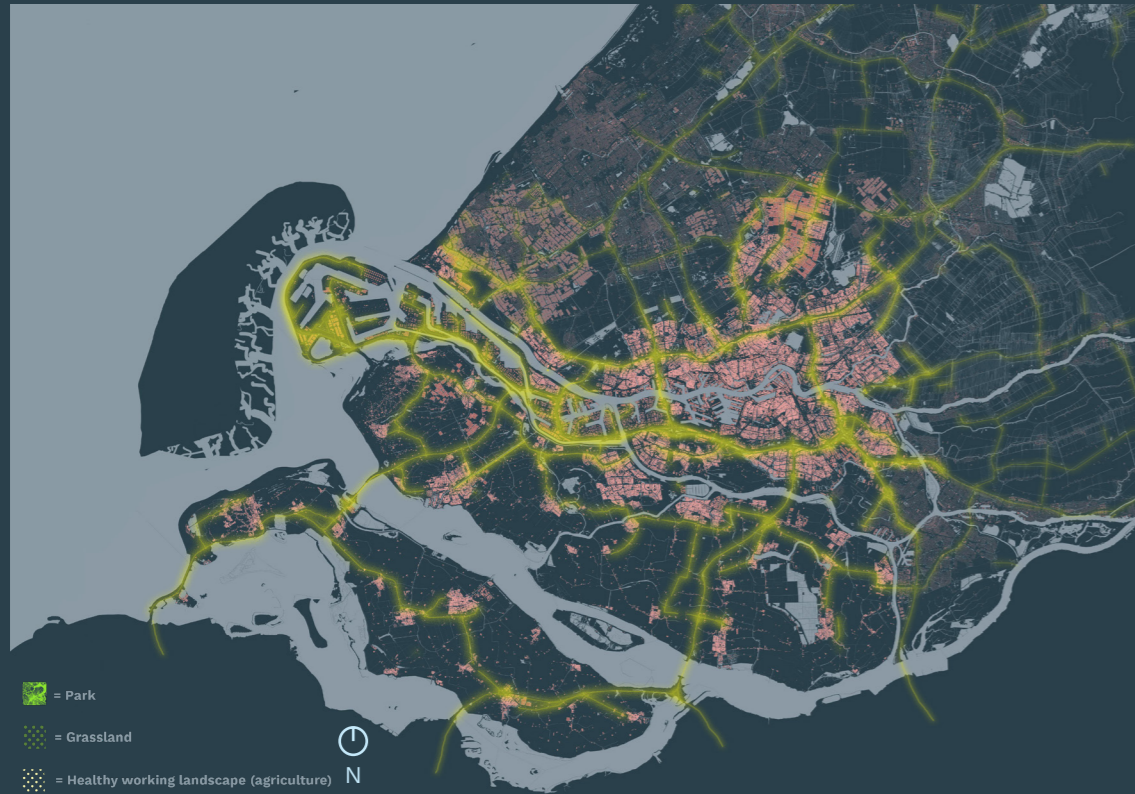 = Park
= Grassland
= Healthy working landscape (agriculture)
N